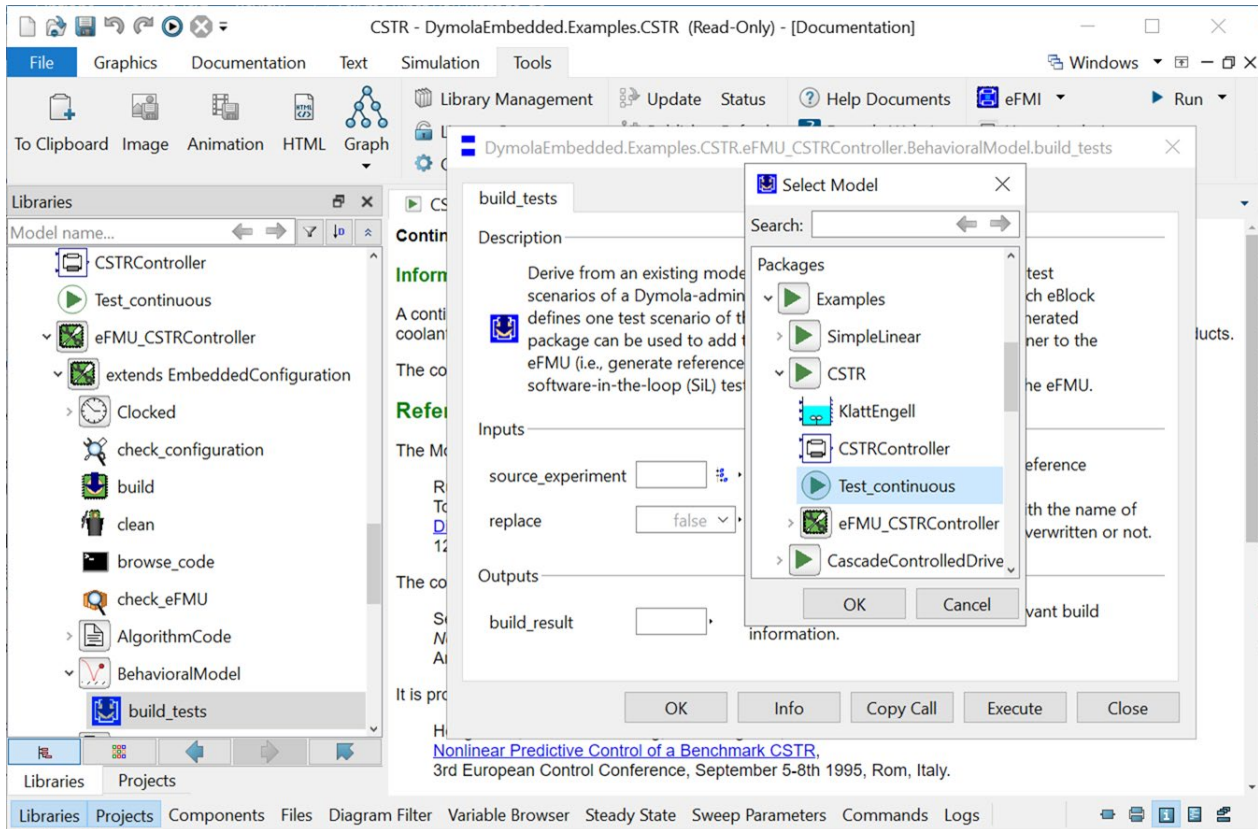 CSTR - DymolaEmbedded.Examples.CSTR (Read-Only) - [Documentation]
File Graphics Documentation Text Simulation Tools Windows
To Clipboard Image Animation HTML Graph
Library Management Update Status Help Documents eFMI Run
DymolaEmbedded.Examples.CSTR.eFMU_CSTRController.BehavioralModel.build_tests
Libraries
Model name...
CSTRController
Test_continuous
eFMU_CSTRController
extends EmbeddedConfiguration
Clocked
check_configuration
build
clean
browse_code
check_eFMU
AlgorithmCode
BehavioralModel
build_tests
Libraries Projects
CS
Contin
Inform
A conti
coolan
ducts.
The co
Refer
The Mo
R
To
D
12
The co
Se
N
A
It is pro
H
Nonlinear Predictive Control of a Benchmark CSTR,
3rd European Control Conference, September 5-8th 1995, Rom, Italy.
build_tests
Description
Derive from an existing mode test
scenarios of a Dymola-admin ch eBlock
defines one test scenario of th nerated
package can be used to add t ner to the
eFMU (i.e., generate reference
software-in-the-loop (SiL) test he eFMU.
Inputs
source_experiment eference
replace false ith the name of
verwritten or not.
Outputs
build_result vant build
information.
OK Info Copy Call Execute Close
Select Model
Search:
Packages
Examples
SimpleLinear
CSTR
KlattEngell
CSTRController
Test_continuous
eFMU_CSTRController
CascadeControlledDrive
OK Cancel
Libraries Projects Components Files Diagram Filter Variable Browser Steady State Sweep Parameters Commands Logs